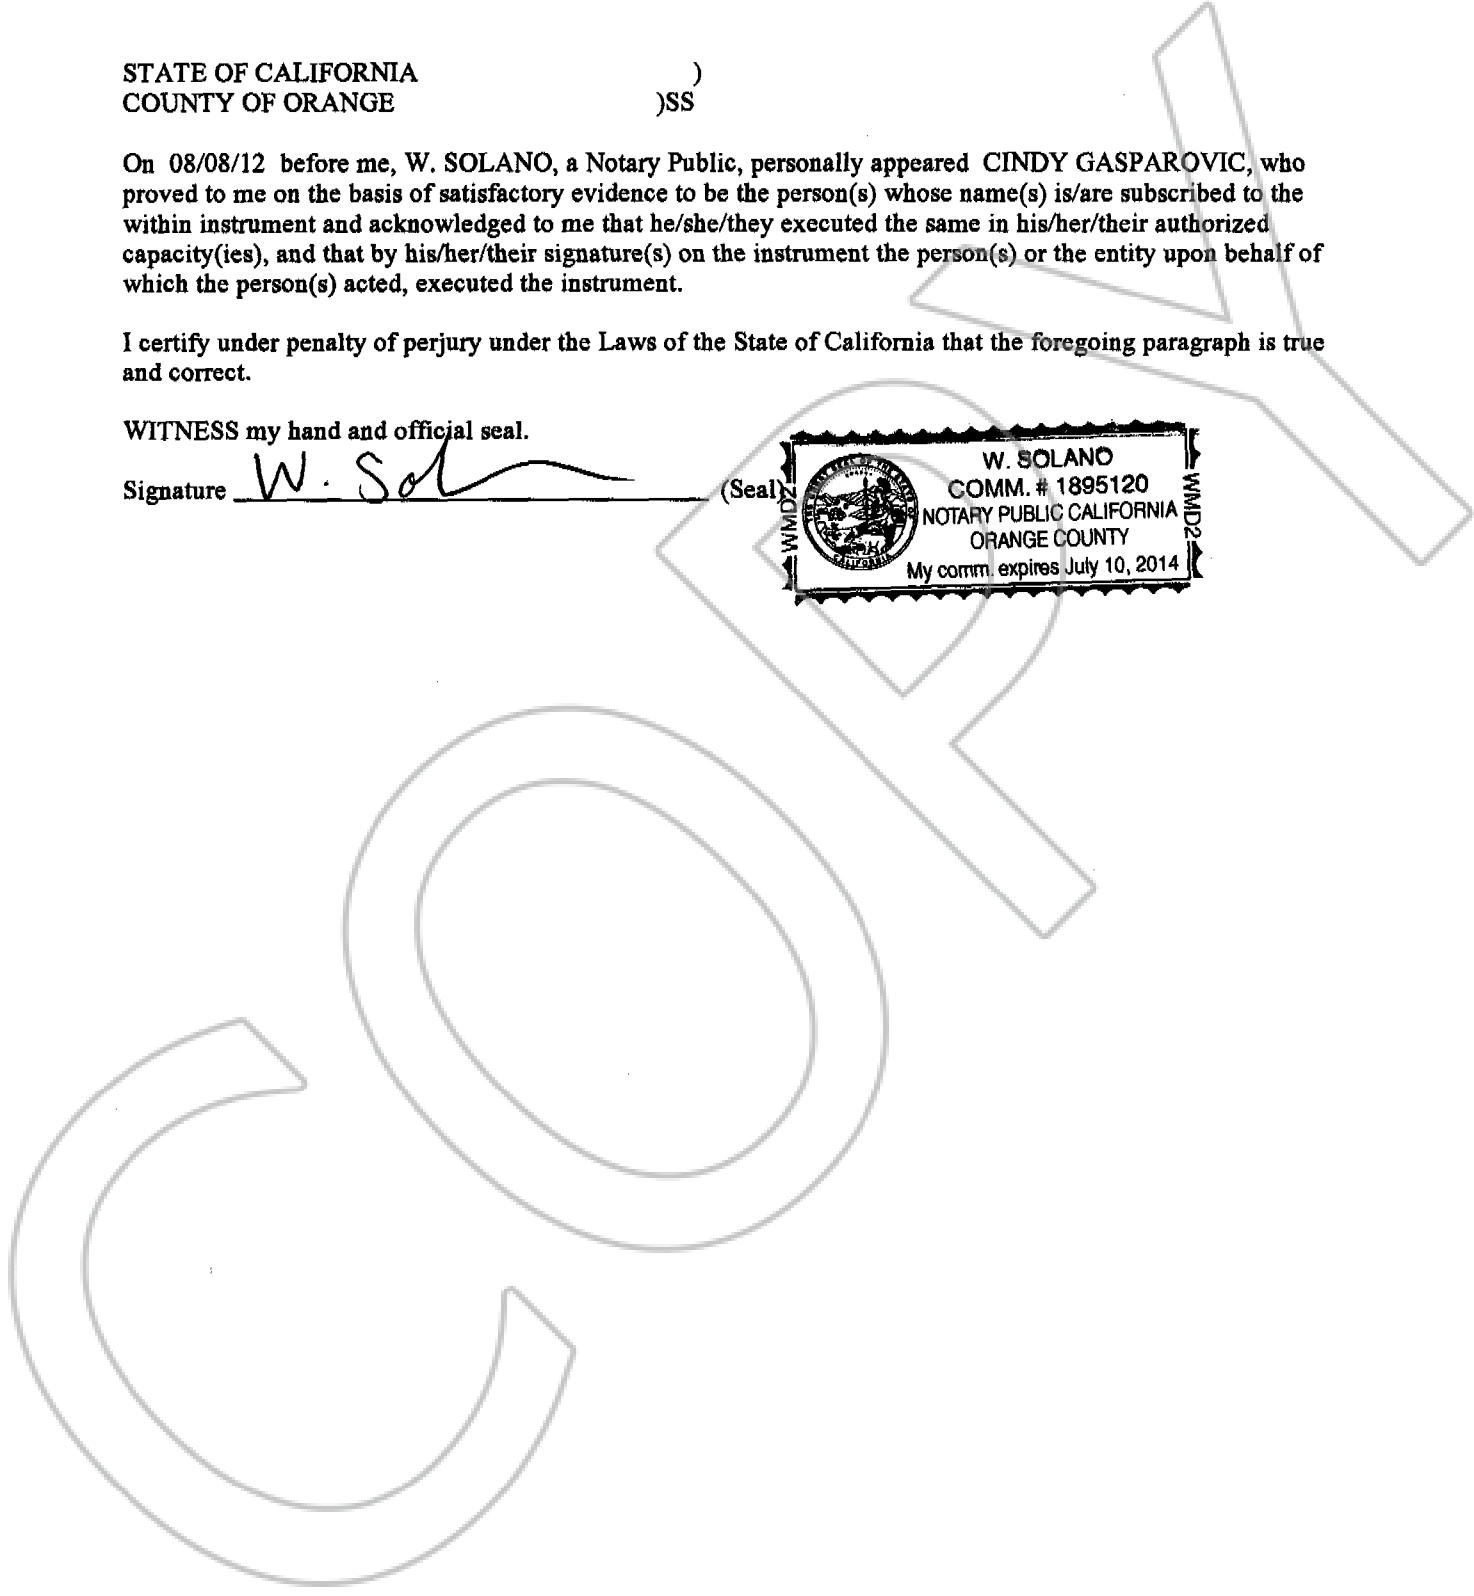 STATE OF CALIFORNIA )
COUNTY OF ORANGE )SS
On 08/08/12 before me, W. SOLANO, a Notary Public, personally appeared CINDY GASPAROVIC, who
proved to me on the basis of satisfactory evidence to be the person(s) whose name(s) is/are subscribed to the
within instrument and acknowledged to me that he/she/they executed the same in his/her/their authorized
capacity(ies), and that by his/her/their signature(s) on the instrument the person(s) or the entity upon behalf of
which the person(s) acted, executed the instrument.
I certify under penalty of perjury under the Laws of the State of California that the foregoing paragraph is true
and correct.
WITNESS my hand and official seal.
Signature W. Sol (Seal)
WMDZ
W. SOLANO
COMM. # 1895120
NOTARY PUBLIC CALIFORNIA
ORANGE COUNTY
My comm. expires July 10, 2014
WMD2
CALIFORNIA
COPY